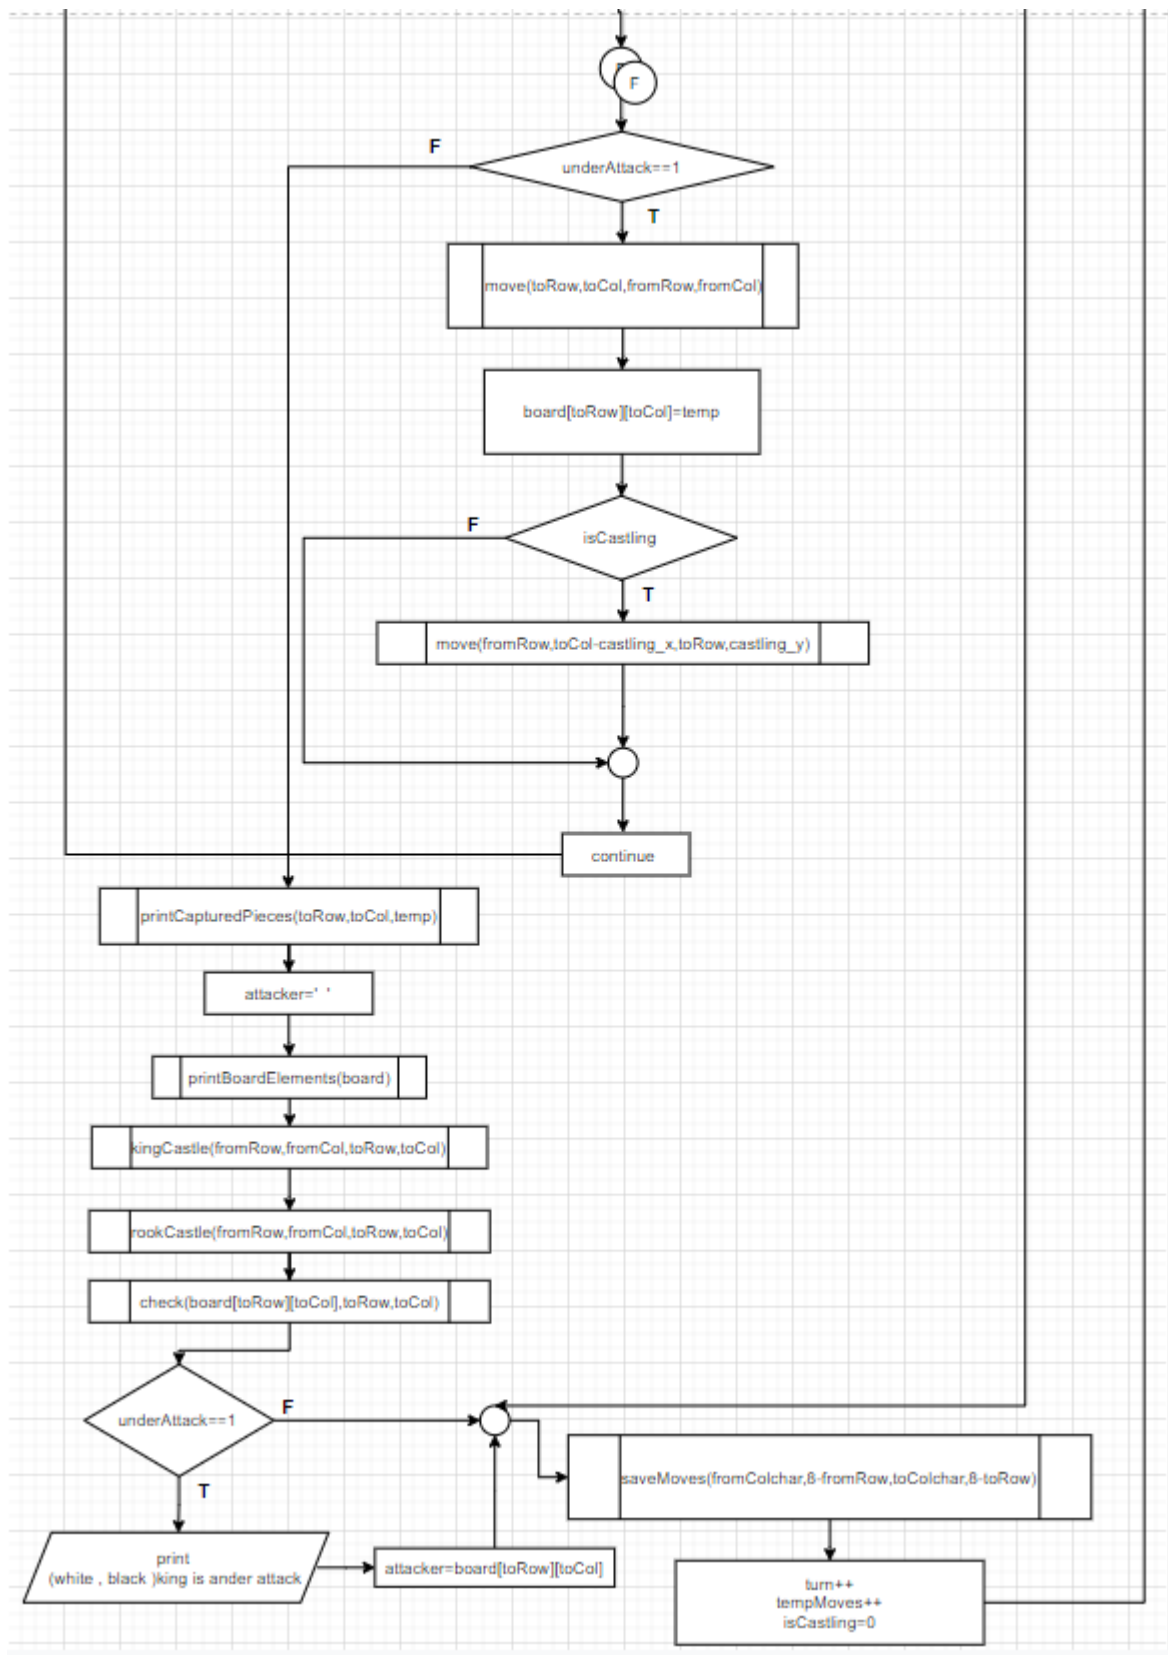 F
F
underAttack==1
T
move(toRow,toCol,fromRow,fromCol)
board[toRow][toCol]=temp
F
isCastling
T
move(fromRow,toCol-castling_x,toRow,castling_y)
continue
printCapturedPieces(toRow,toCol,temp)
attacker=' '
printBoardElements(board)
kingCastle(fromRow,fromCol,toRow,toCol)
rookCastle(fromRow,fromCol,toRow,toCol)
check(board[toRow][toCol],toRow,toCol)
underAttack==1
F
T
print
(white , black )king is ander attack
attacker=board[toRow][toCol]
saveMoves(fromColchar,8-fromRow,toColchar,8-toRow)
turn++
tempMoves++
isCastling=0